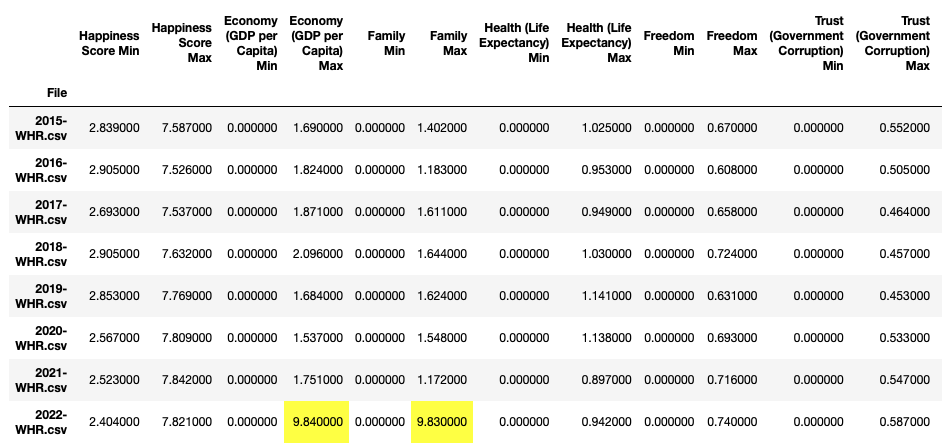 Happiness Score Min Happiness Score Max Economy (GDP per Capita) Min Economy (GDP per Capita) Max Family Min Family Max Health (Life Expectancy) Min Health (Life Expectancy) Max Freedom Min Freedom Max Trust (Government Corruption) Min Trust (Government Corruption) Max
File
2015-WHR.csv 2.839000 7.587000 0.000000 1.690000 0.000000 1.402000 0.000000 1.025000 0.000000 0.670000 0.000000 0.552000
2016-WHR.csv 2.905000 7.526000 0.000000 1.824000 0.000000 1.183000 0.000000 0.953000 0.000000 0.608000 0.000000 0.505000
2017-WHR.csv 2.693000 7.537000 0.000000 1.871000 0.000000 1.611000 0.000000 0.949000 0.000000 0.658000 0.000000 0.464000
2018-WHR.csv 2.905000 7.632000 0.000000 2.096000 0.000000 1.644000 0.000000 1.030000 0.000000 0.724000 0.000000 0.457000
2019-WHR.csv 2.853000 7.769000 0.000000 1.684000 0.000000 1.624000 0.000000 1.141000 0.000000 0.631000 0.000000 0.453000
2020-WHR.csv 2.567000 7.809000 0.000000 1.537000 0.000000 1.548000 0.000000 1.138000 0.000000 0.693000 0.000000 0.533000
2021-WHR.csv 2.523000 7.842000 0.000000 1.751000 0.000000 1.172000 0.000000 0.897000 0.000000 0.716000 0.000000 0.547000
2022-WHR.csv 2.404000 7.821000 0.000000 9.840000 0.000000 9.830000 0.000000 0.942000 0.000000 0.740000 0.000000 0.587000